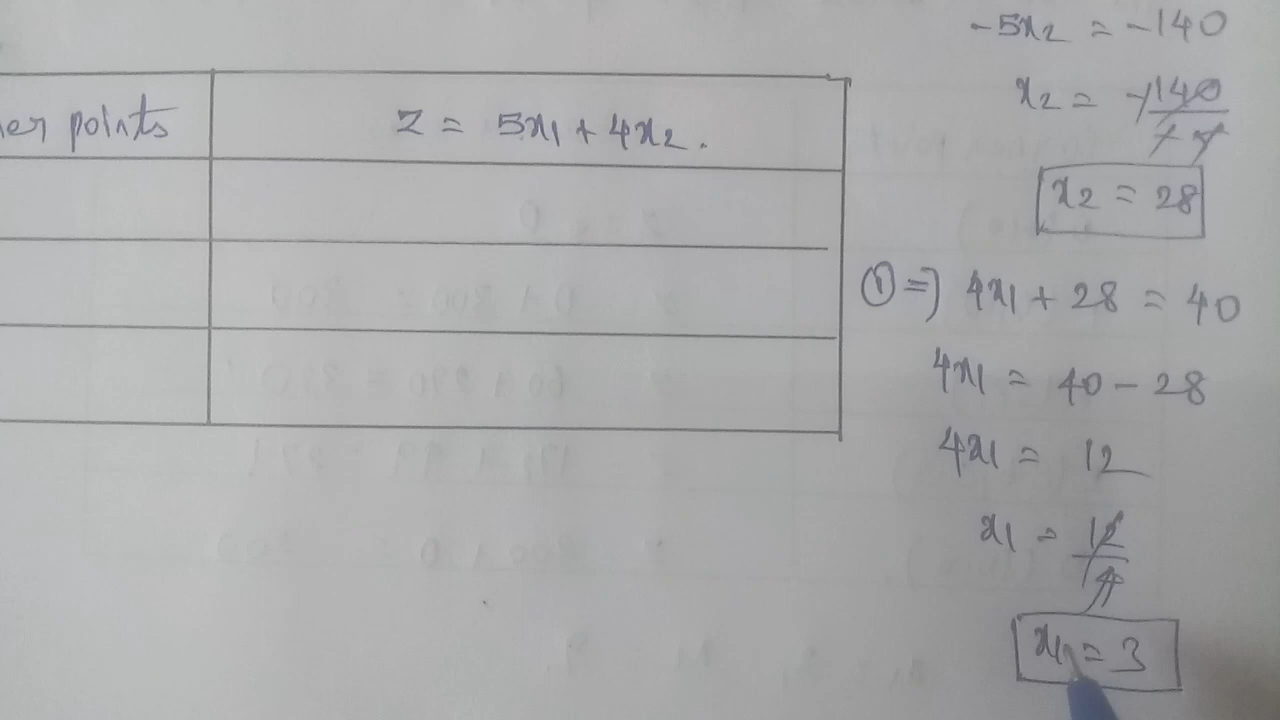 -5x2 = -140
x2 = -140/-5
x2 = 28
points
Z = 5x1 + 4x2.
① => 4x1 + 28 = 40
4x1 = 40 - 28
4x1 = 12
x1 = 12/4
x1 = 3